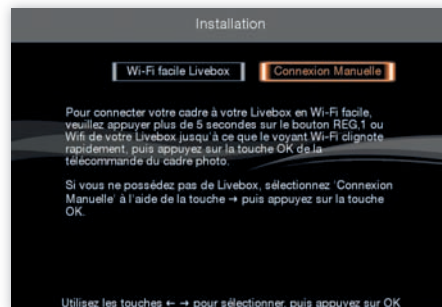 Installation
Wi-Fi facile Livebox
Connexion Manuelle
Pour connecter votre cadre à votre Livebox en Wi-Fi facile,
veuillez appuyer plus de 5 secondes sur le bouton REG,1 ou
Wifi de votre Livebox jusqu'à ce que le voyant Wi-Fi clignote
rapidement, puis appuyez sur la touche OK de la
télécommande du cadre photo.
Si vous ne possédez pas de Livebox, sélectionnez 'Connexion
Manuelle' à l'aide de la touche → puis appuyez sur la touche
OK.
Utilisez les touches ← → pour sélectionner, puis appuyez sur OK